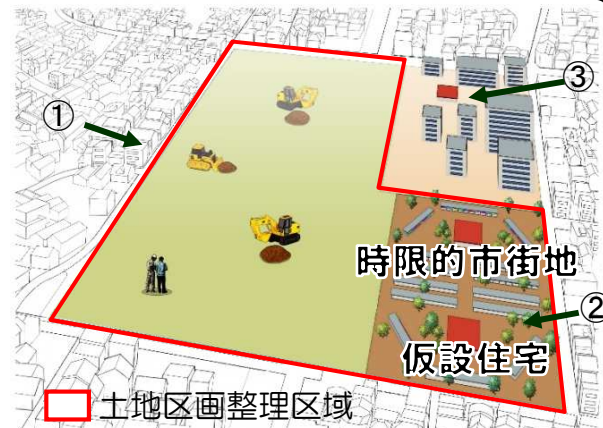 ①
③
時限的市街地
②
仮設住宅
土地区画整理区域